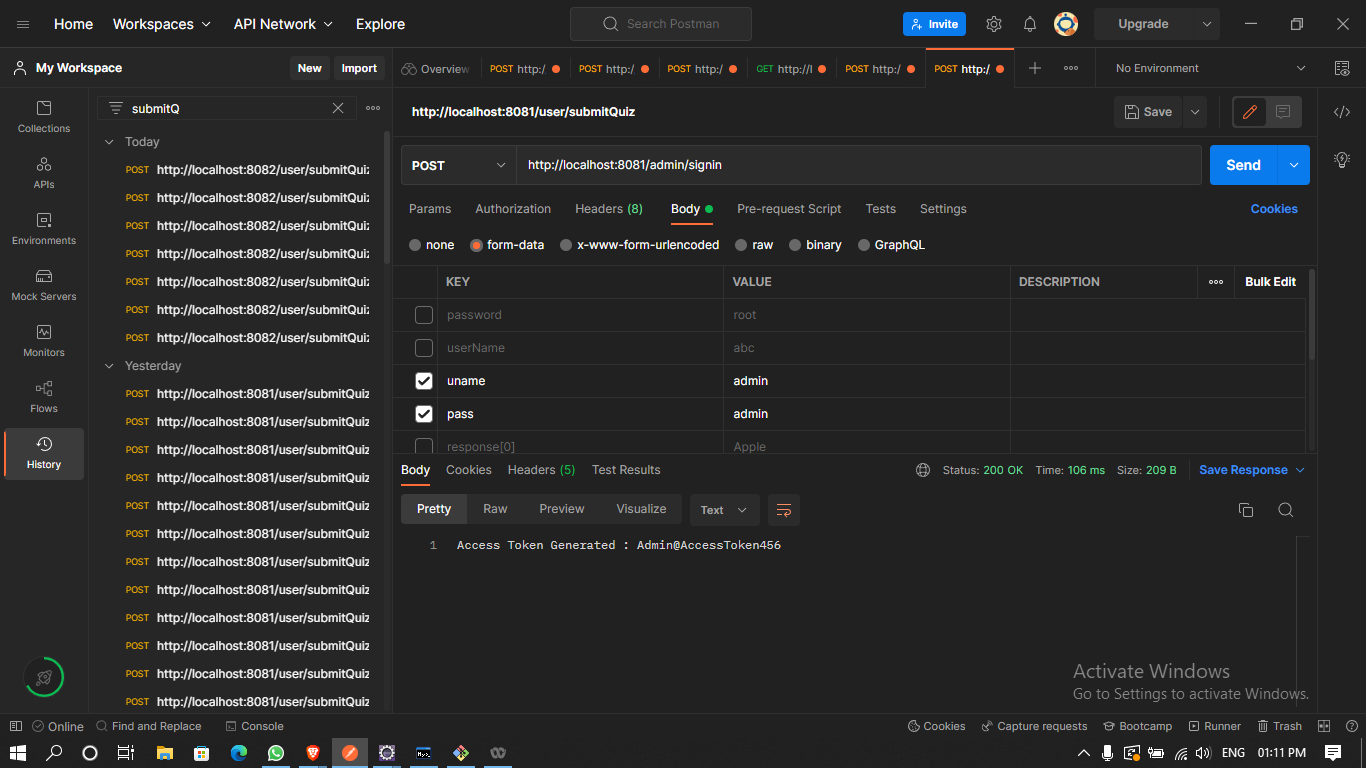 Home Workspaces API Network Explore Search Postman Invite Upgrade
My Workspace New Import Overview POST http:/ POST http:/ POST http:/ GET http://l POST http:/ POST http:/ No Environment
submitQ
http://localhost:8081/user/submitQuiz Save
Collections
Today
POST http://localhost:8082/user/submitQuiz
POST http://localhost:8082/user/submitQuiz
POST http://localhost:8082/user/submitQuiz
POST http://localhost:8082/user/submitQuiz
POST http://localhost:8082/user/submitQuiz
POST http://localhost:8082/user/submitQuiz
POST http://localhost:8082/user/submitQuiz
Yesterday
POST http://localhost:8081/user/submitQuiz
POST http://localhost:8081/user/submitQuiz
POST http://localhost:8081/user/submitQuiz
POST http://localhost:8081/user/submitQuiz
POST http://localhost:8081/user/submitQuiz
POST http://localhost:8081/user/submitQuiz
POST http://localhost:8081/user/submitQuiz
POST http://localhost:8081/user/submitQuiz
POST http://localhost:8081/user/submitQuiz
POST http://localhost:8081/user/submitQuiz
POST http://localhost:8081/user/submitQuiz
POST http://localhost:8081/user/submitQuiz
APIs
Environments
Mock Servers
Monitors
Flows
History
POST http://localhost:8081/admin/signin Send
Params Authorization Headers (8) Body Pre-request Script Tests Settings Cookies
none form-data x-www-form-urlencoded raw binary GraphQL
KEY VALUE DESCRIPTION Bulk Edit
password root
userName abc
uname admin
pass admin
response[0] Apple
Body Cookies Headers (5) Test Results Status: 200 OK Time: 106 ms Size: 209 B Save Response
Pretty Raw Preview Visualize Text
1 Access Token Generated : Admin@AccessToken456
Activate Windows
Go to Settings to activate Windows.
Online Find and Replace Console Cookies Capture requests Bootcamp Runner Trash
ENG 01:11 PM